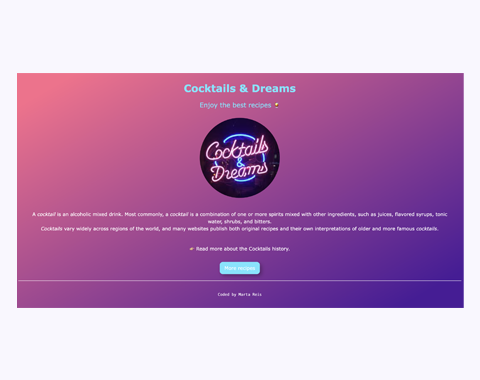 Cocktails & Dreams
Enjoy the best recipes 🍹
Cocktails
&
Dreams
A cocktail is an alcoholic mixed drink. Most commonly, a cocktail is a combination of one or more spirits mixed with other ingredients, such as juices, flavored syrups, tonic
water, shrubs, and bitters.
Cocktails vary widely across regions of the world, and many websites publish both original recipes and their own interpretations of older and more famous cocktails.
👉 Read more about the Cocktails history.
More recipes
Coded by Marta Reis